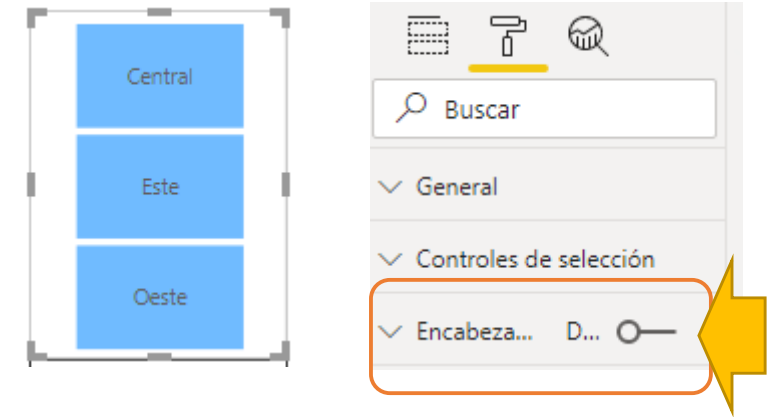 Central
Este
Oeste
Buscar
General
Controles de selección
Encabeza... D...